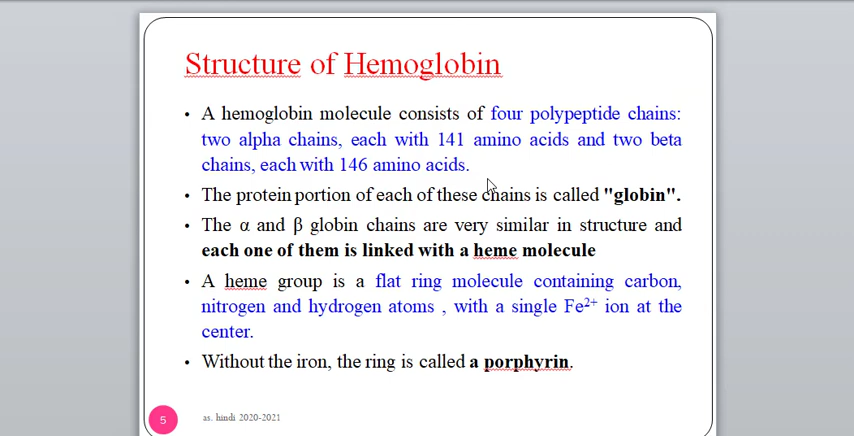 Structure of Hemoglobin
• A hemoglobin molecule consists of four polypeptide chains:
two alpha chains, each with 141 amino acids and two beta
chains, each with 146 amino acids.
• The protein portion of each of these chains is called "globin".
• The α and β globin chains are very similar in structure and
each one of them is linked with a heme molecule
• A heme group is a flat ring molecule containing carbon,
nitrogen and hydrogen atoms , with a single Fe²⁺ ion at the
center.
• Without the iron, the ring is called a porphyrin.
5
as. hindi 2020-2021